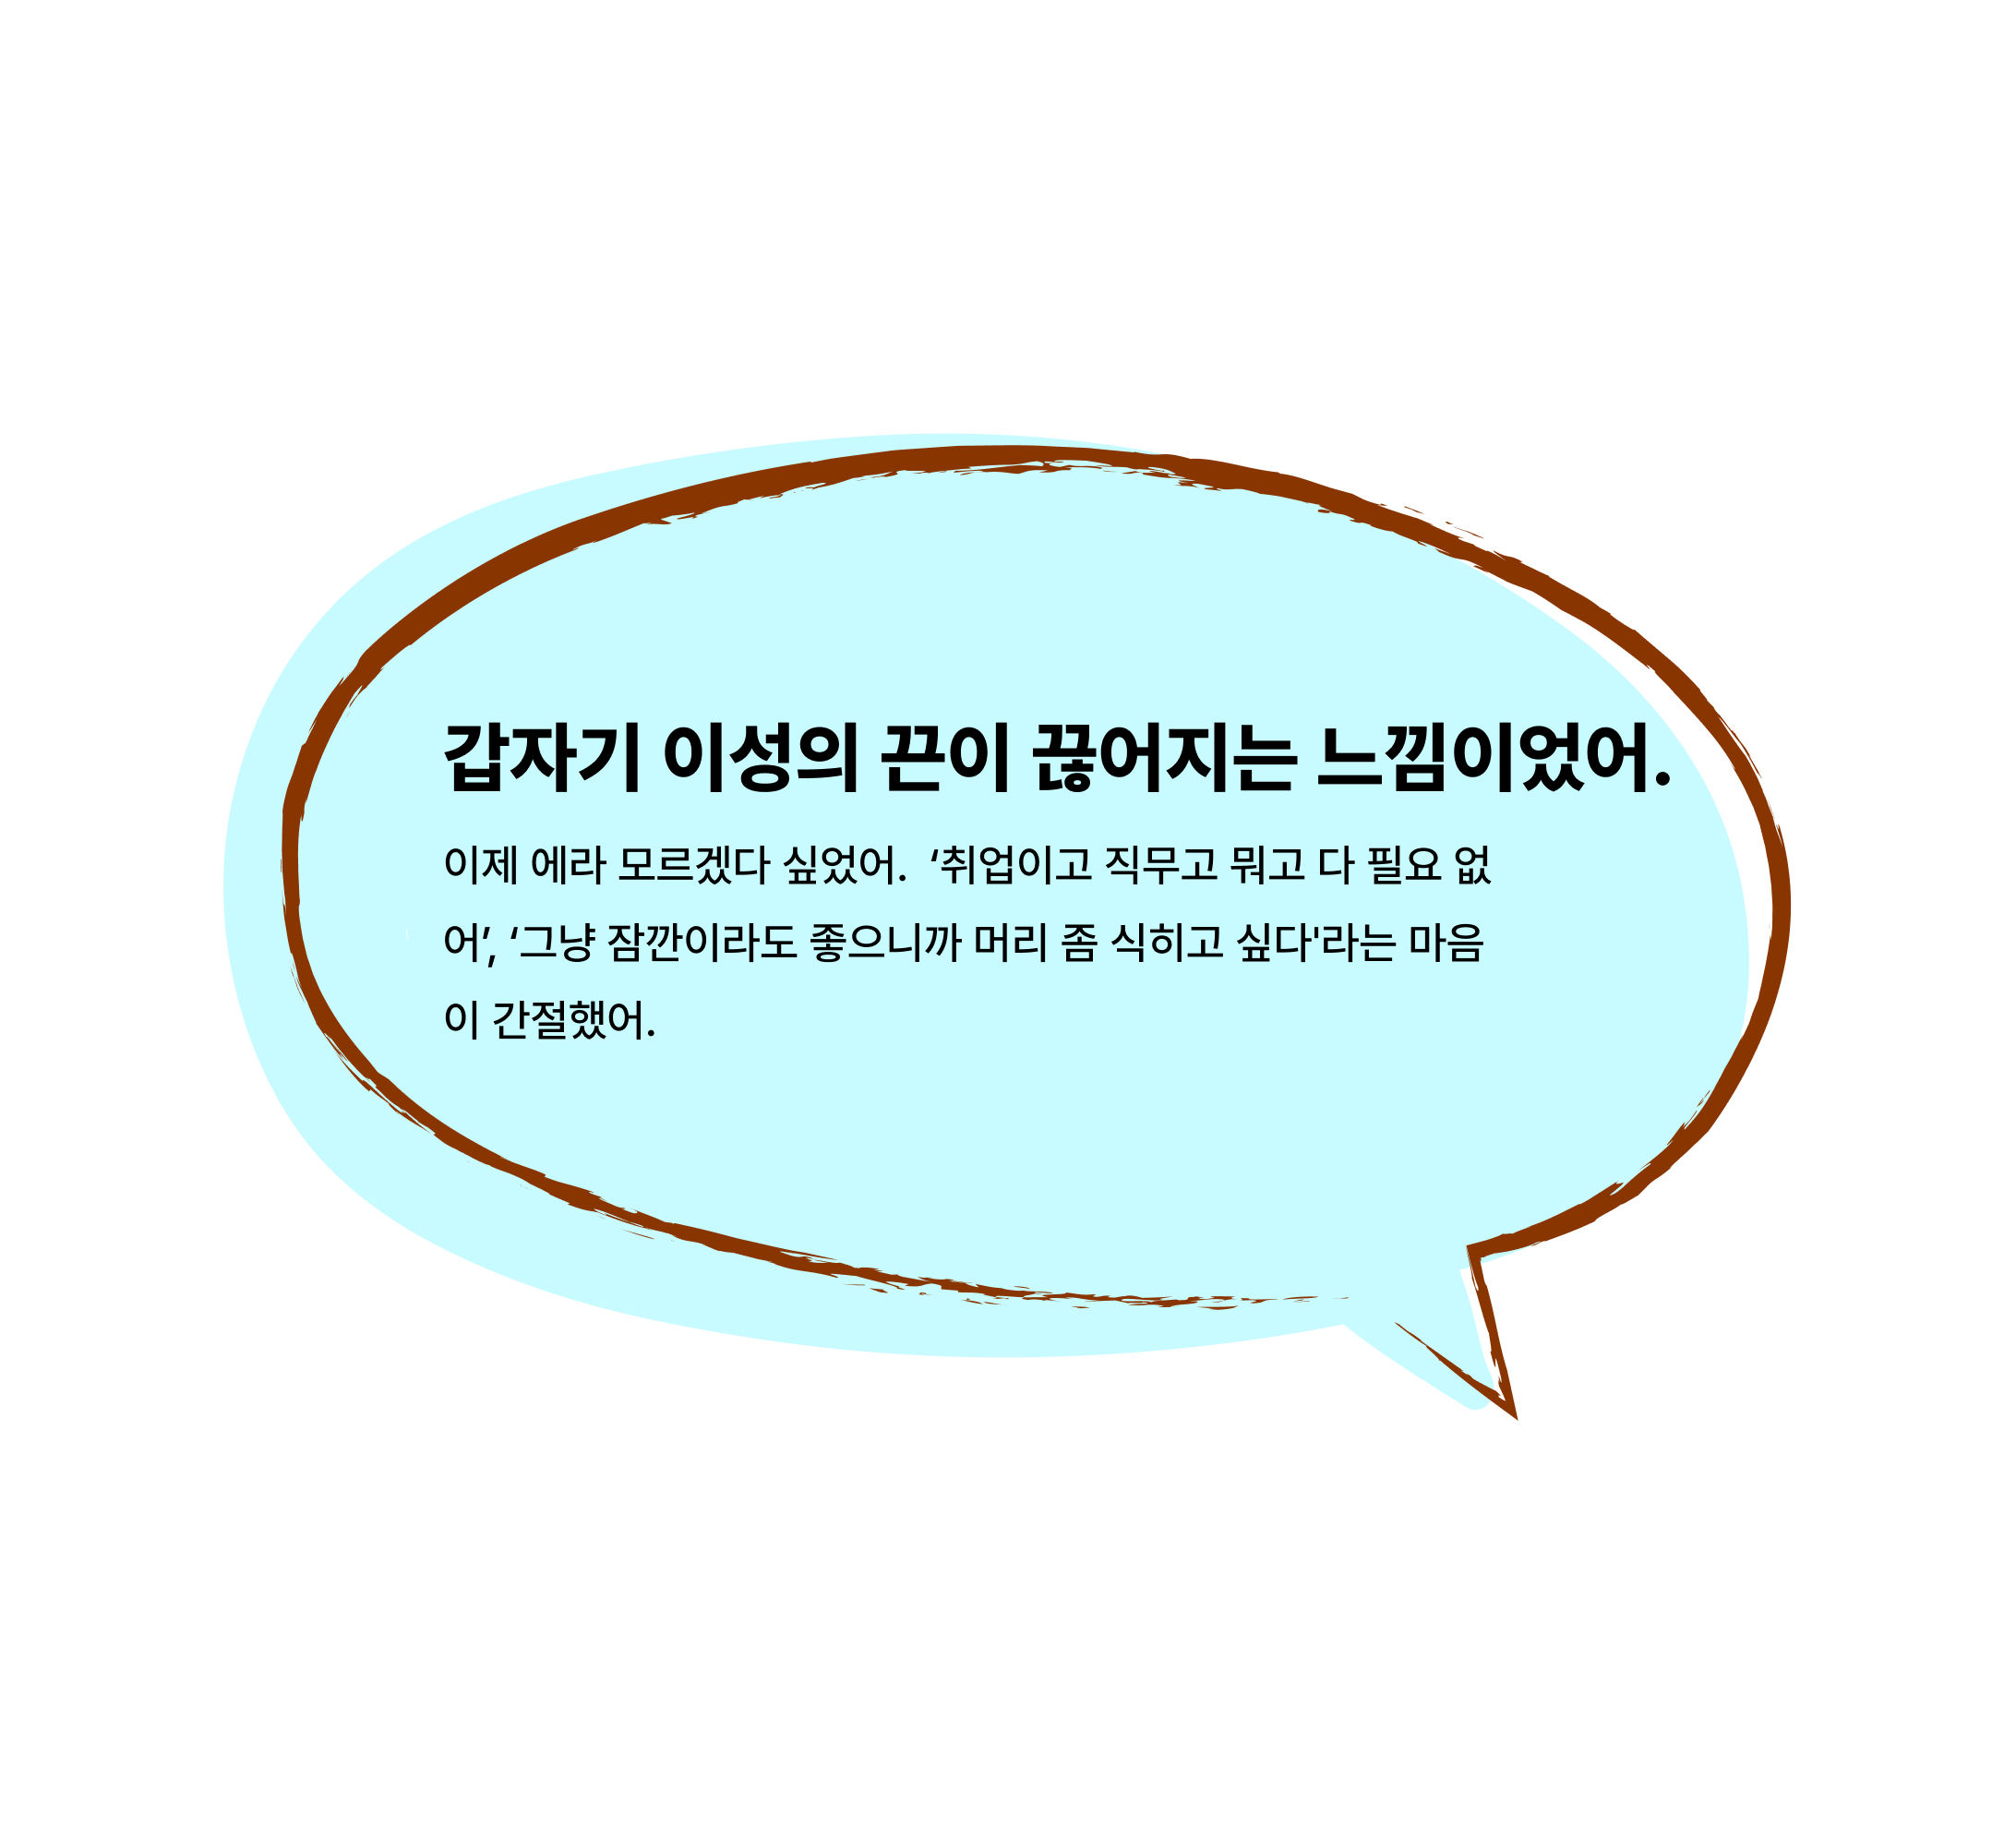 갑자기 이성의 끈이 끊어지는 느낌이었어.
이제 에라 모르겠다 싶었어. ‘취업이고 직무고 뭐고 다 필요 없
어’, ‘그냥 잠깐이라도 좋으니까 머리 좀 식히고 싶다’라는 마음
이 간절했어.